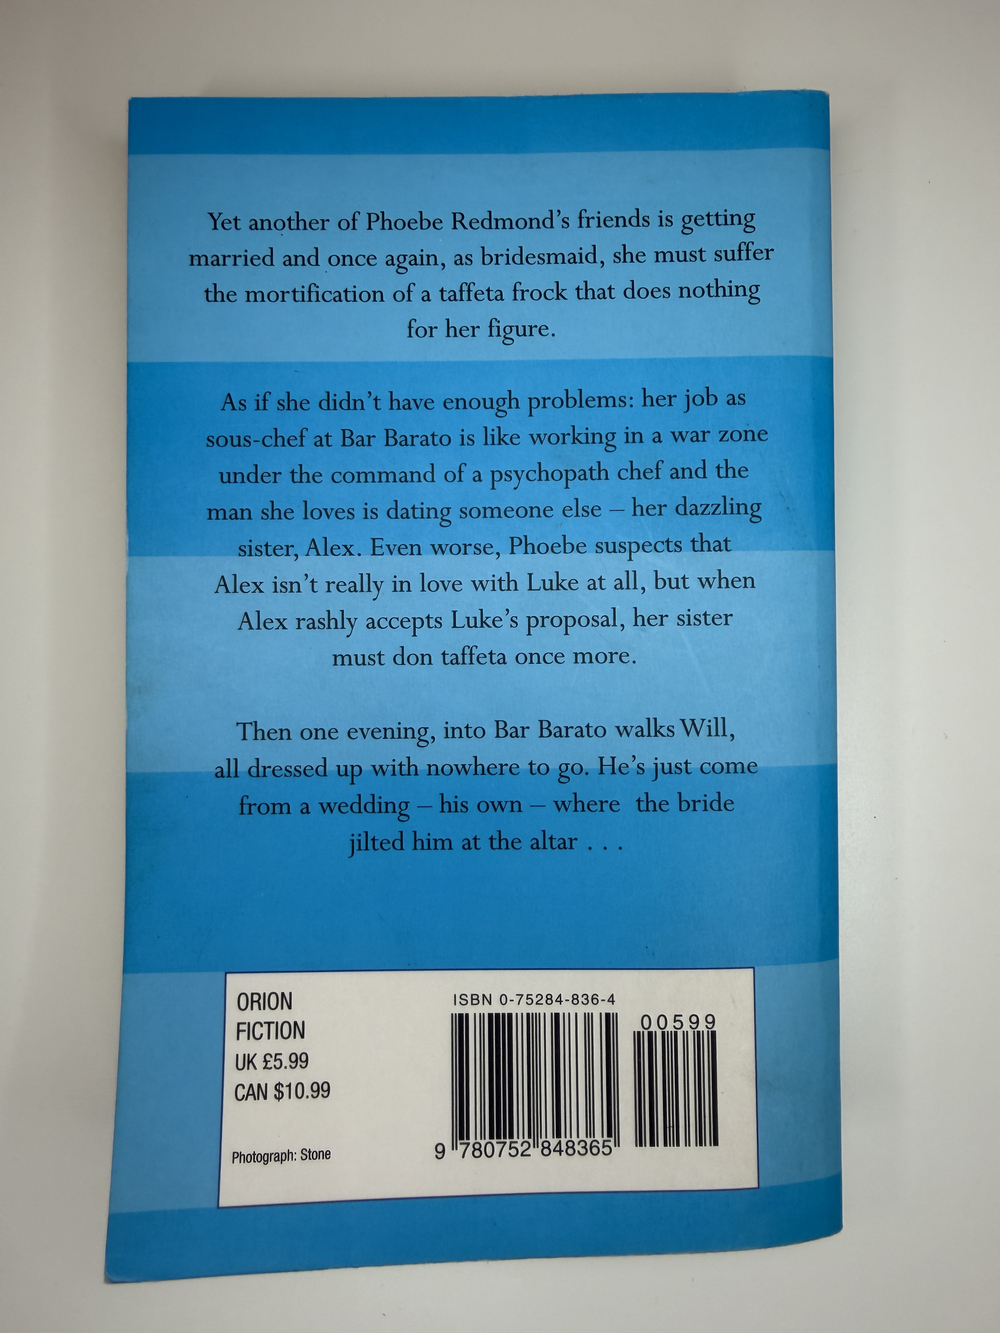 Yet another of Phoebe Redmond's friends is getting
married and once again, as bridesmaid, she must suffer
the mortification of a taffeta frock that does nothing
for her figure.
As if she didn't have enough problems: her job as
sous-chef at Bar Barato is like working in a war zone
under the command of a psychopath chef and the
man she loves is dating someone else – her dazzling
sister, Alex. Even worse, Phoebe suspects that
Alex isn't really in love with Luke at all, but when
Alex rashly accepts Luke's proposal, her sister
must don taffeta once more.
Then one evening, into Bar Barato walks Will,
all dressed up with nowhere to go. He's just come
from a wedding – his own – where the bride
jilted him at the altar . . .
ORION
FICTION
UK £5.99
CAN $10.99
Photograph: Stone
ISBN 0-75284-836-4
00599
9 780752 848365